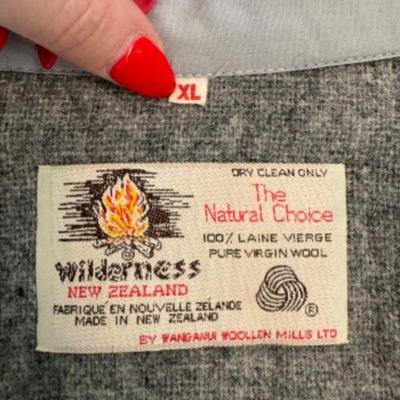 XL
DRY CLEAN ONLY
The
Natural Choice
100% LAINE VIERGE
PURE VIRGIN WOOL
wilderness
NEW ZEALAND
FABRIQUÉ EN NOUVELLE ZELANDE
MADE IN NEW ZEALAND
®
BY WANGANUI WOOLLEN MILLS LTD